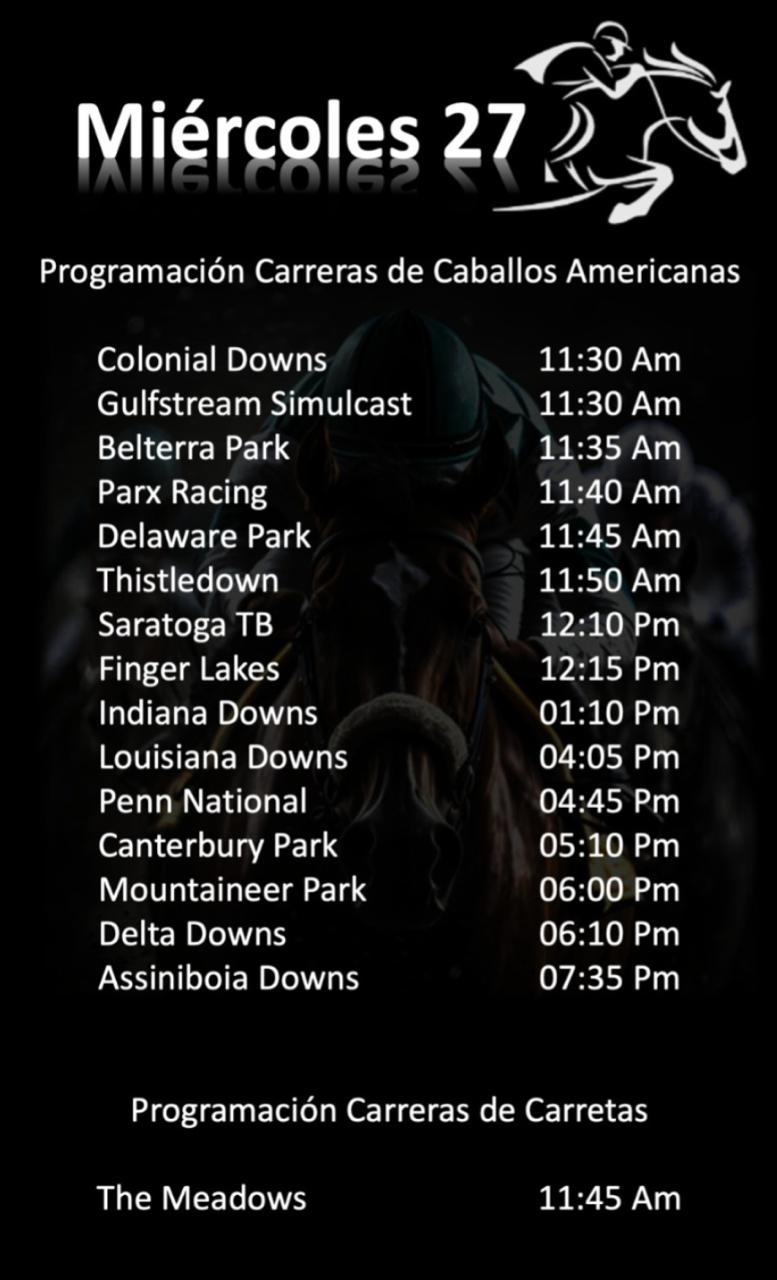 Miércoles 27
Programación Carreras de Caballos Americanas
Colonial Downs 11:30 Am
Gulfstream Simulcast 11:30 Am
Belterra Park 11:35 Am
Parx Racing 11:40 Am
Delaware Park 11:45 Am
Thistledown 11:50 Am
Saratoga TB 12:10 Pm
Finger Lakes 12:15 Pm
Indiana Downs 01:10 Pm
Louisiana Downs 04:05 Pm
Penn National 04:45 Pm
Canterbury Park 05:10 Pm
Mountaineer Park 06:00 Pm
Delta Downs 06:10 Pm
Assiniboia Downs 07:35 Pm
Programación Carreras de Carretas
The Meadows 11:45 Am